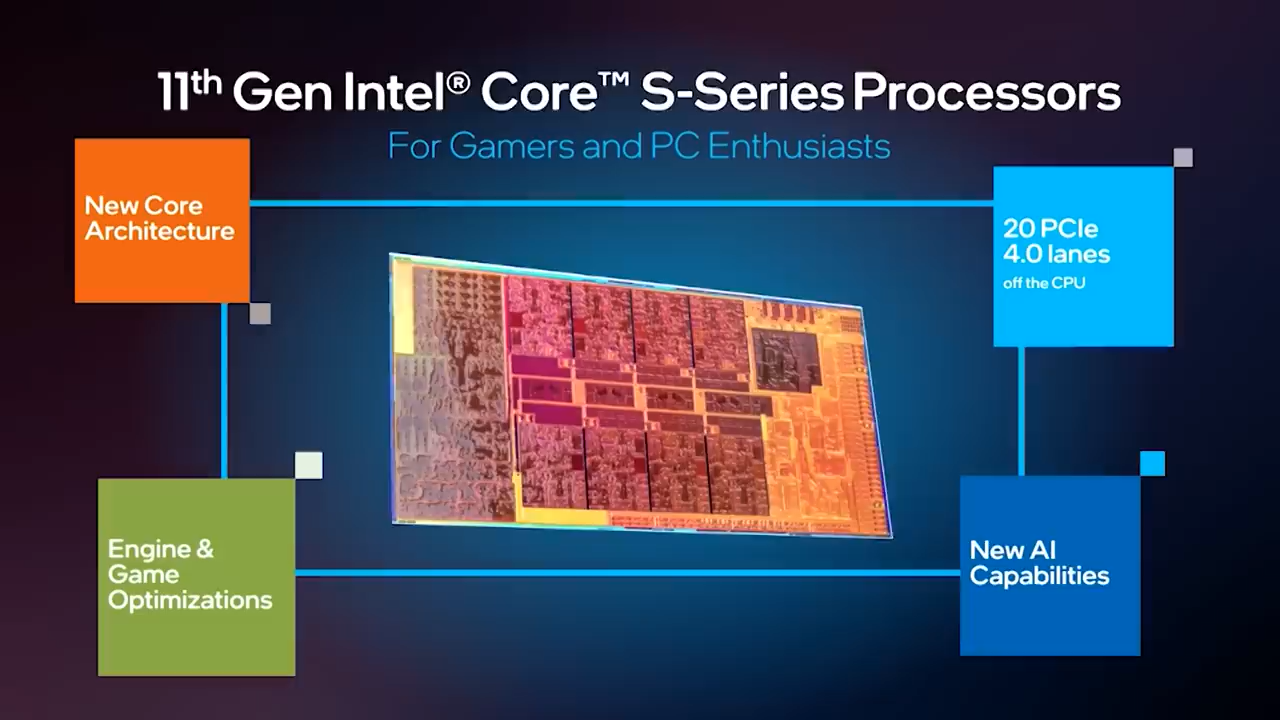 11th Gen Intel® Core™ S-Series Processors
For Gamers and PC Enthusiasts
New Core
Architecture
20 PCIe
4.0 lanes
off the CPU
Engine &
Game
Optimizations
New AI
Capabilities